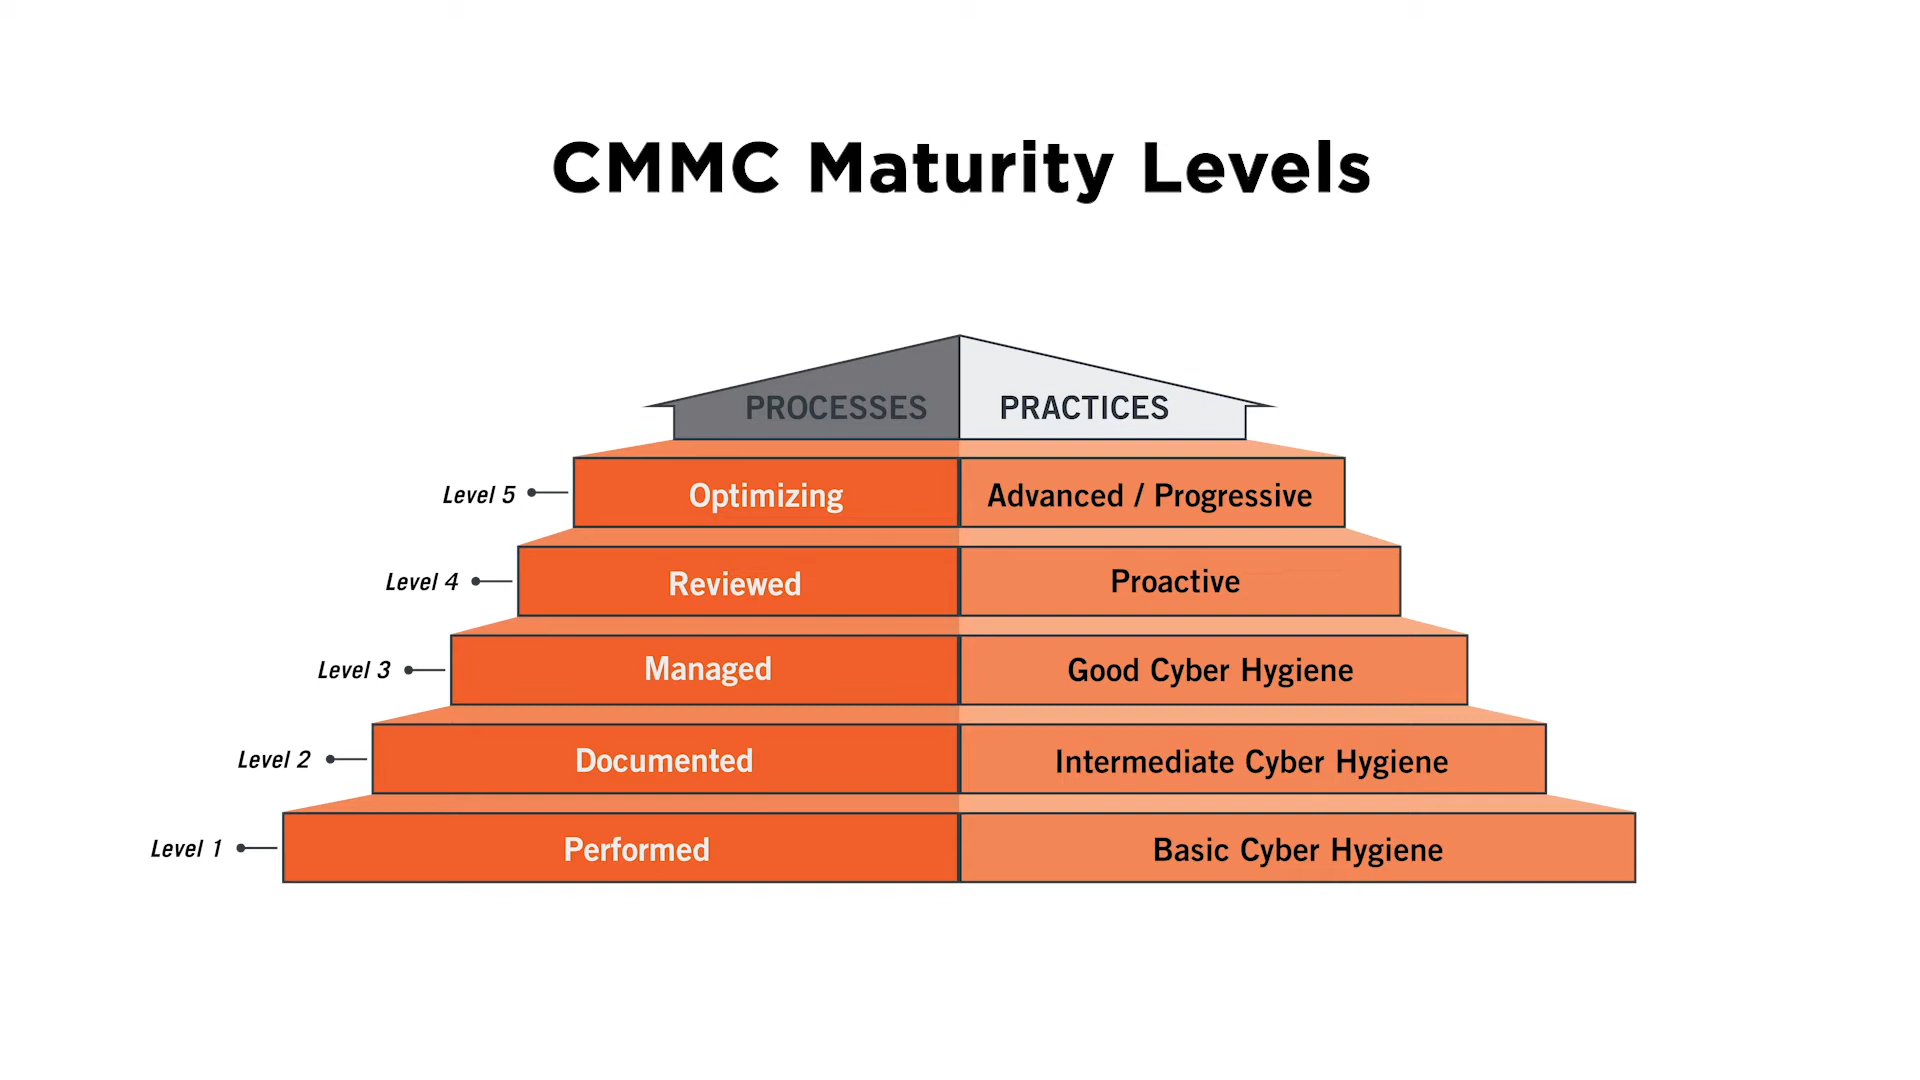 CMMC Maturity Levels
PROCESSES PRACTICES
Level 5 Optimizing Advanced / Progressive
Level 4 Reviewed Proactive
Level 3 Managed Good Cyber Hygiene
Level 2 Documented Intermediate Cyber Hygiene
Level 1 Performed Basic Cyber Hygiene